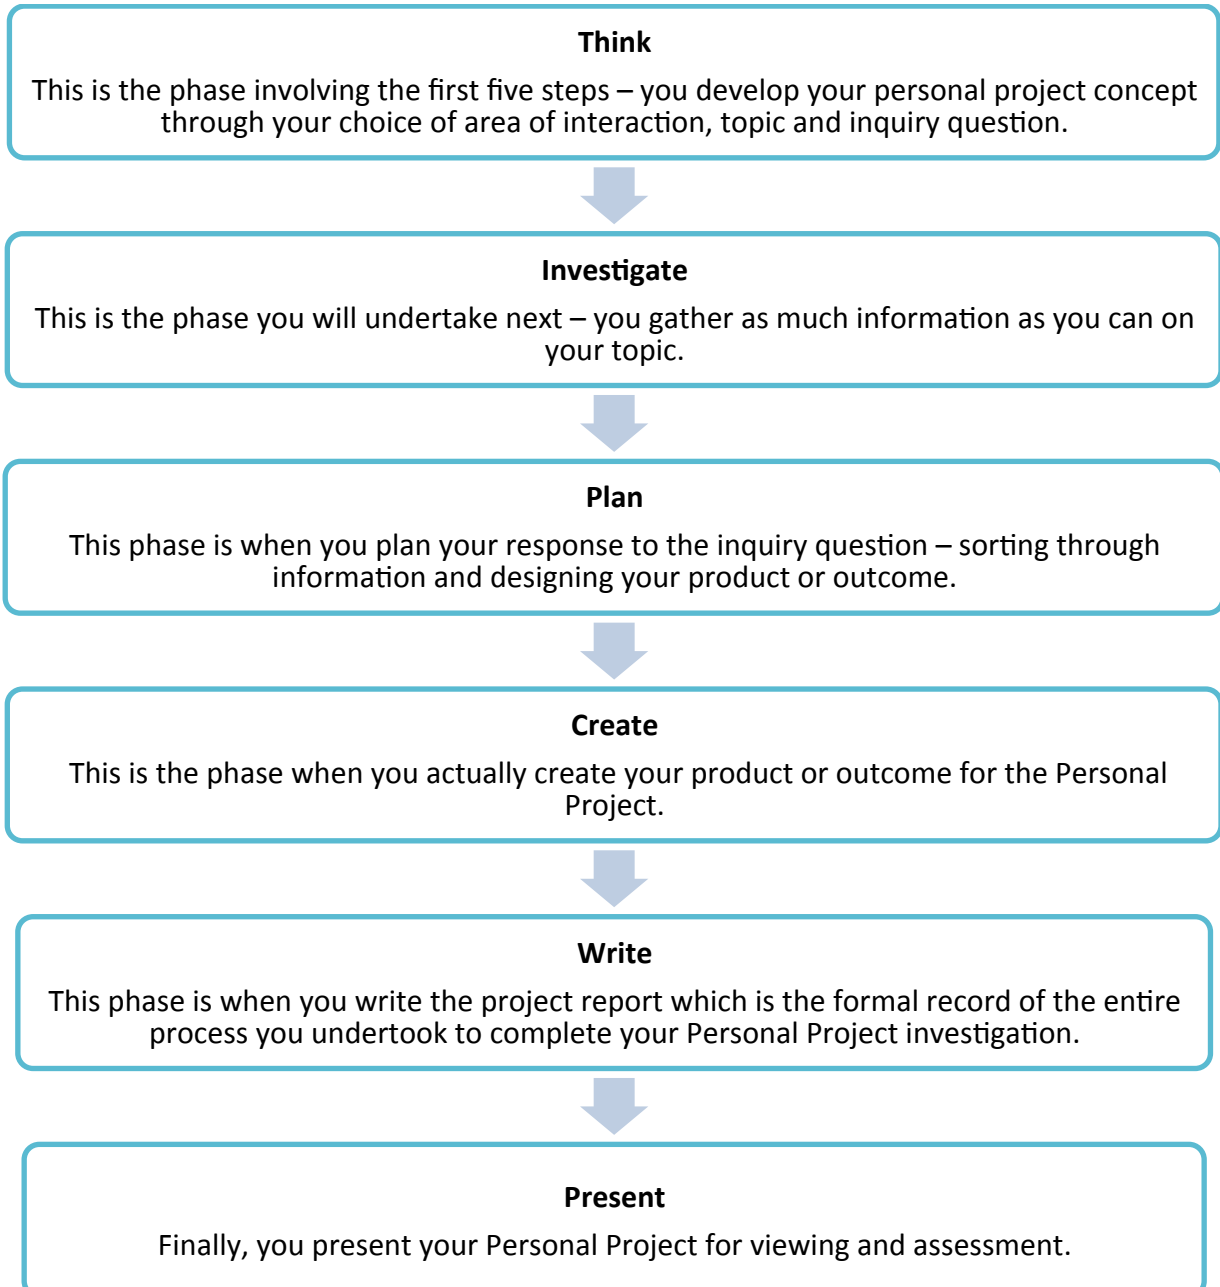 Think
This is the phase involving the first five steps – you develop your personal project concept
through your choice of area of interaction, topic and inquiry question.
Investigate
This is the phase you will undertake next – you gather as much information as you can on
your topic.
Plan
This phase is when you plan your response to the inquiry question – sorting through
information and designing your product or outcome.
Create
This is the phase when you actually create your product or outcome for the Personal
Project.
Write
This phase is when you write the project report which is the formal record of the entire
process you undertook to complete your Personal Project investigation.
Present
Finally, you present your Personal Project for viewing and assessment.